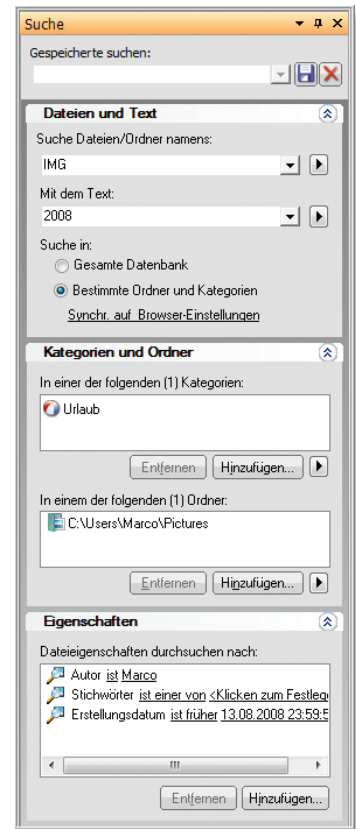 Suche
Gespeicherte suchen:
Dateien und Text
Suche Dateien/Ordner namens:
IMG
Mit dem Text:
2008
Suche in:
Gesamte Datenbank
Bestimmte Ordner und Kategorien
Synchr. auf Browser-Einstellungen
Kategorien und Ordner
In einer der folgenden (1) Kategorien:
Urlaub
Entfernen Hinzufügen...
In einem der folgenden (1) Ordner:
C:\Users\Marco\Pictures
Entfernen Hinzufügen...
Eigenschaften
Dateieigenschaften durchsuchen nach:
Autor ist Marco
Stichwörter ist einer von <Klicken zum Festleg
Erstellungsdatum ist früher 13.08.2008 23:59:5
Entfernen Hinzufügen...